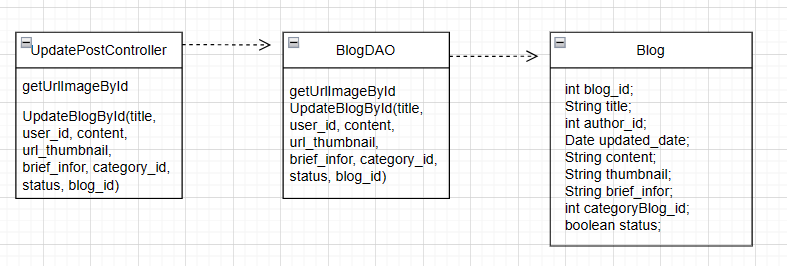 UpdatePostController
getUrlImageById
UpdateBlogById(title,
user_id, content,
url_thumbnail,
brief_infor, category_id,
status, blog_id)
BlogDAO
getUrlImageById
UpdateBlogById(title,
user_id, content,
url_thumbnail,
brief_infor, category_id,
status, blog_id)
Blog
int blog_id;
String title;
int author_id;
Date updated_date;
String content;
String thumbnail;
String brief_infor;
int categoryBlog_id;
boolean status;